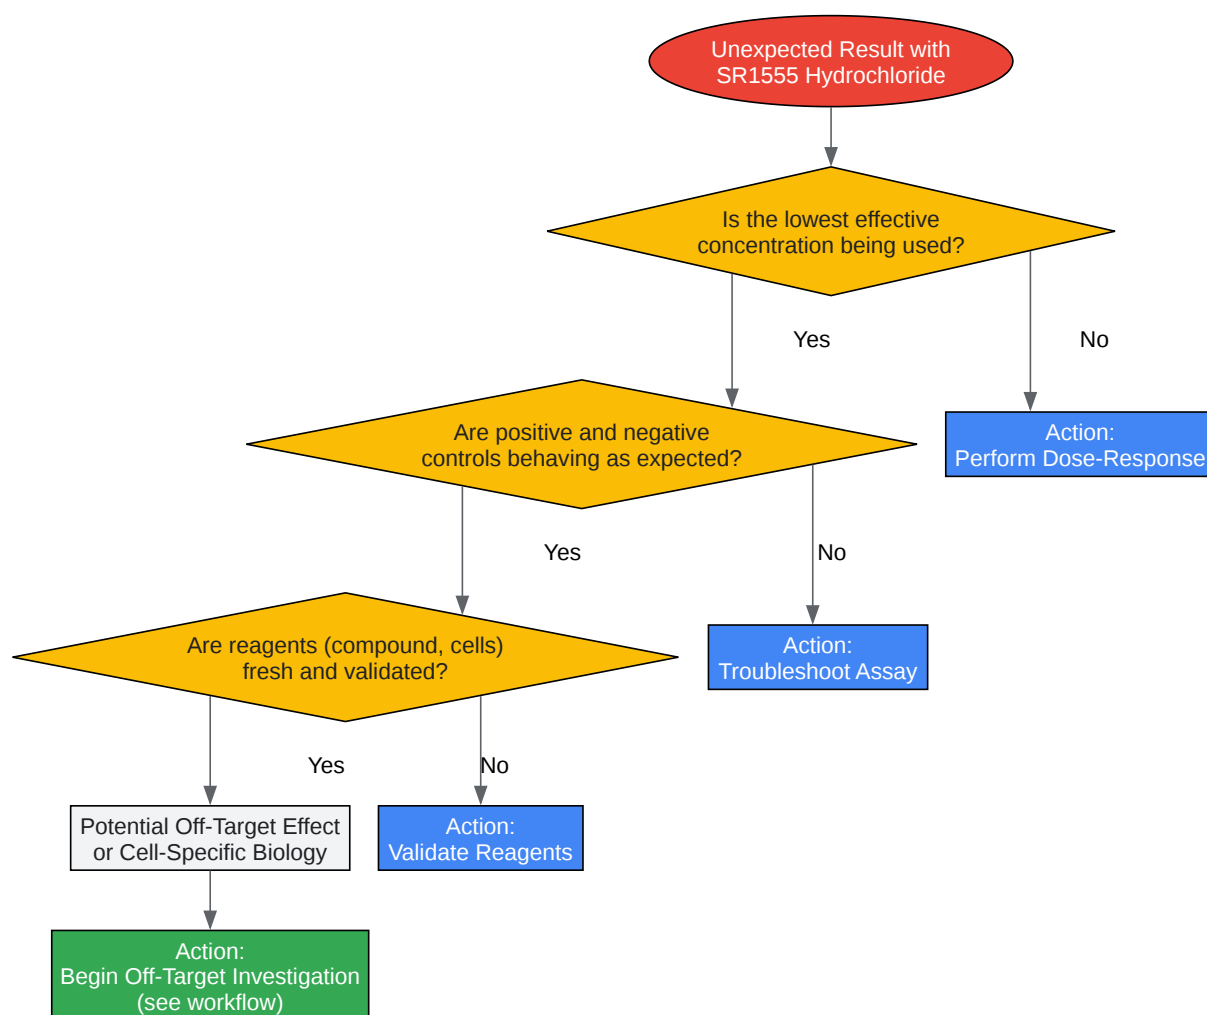 Unexpected Result with
SR1555 Hydrochloride
Is the lowest effective
concentration being used?
Yes
No
Are positive and negative
controls behaving as expected?
Action:
Perform Dose-Response
Yes
No
Are reagents (compound, cells)
fresh and validated?
Action:
Troubleshoot Assay
Yes
No
Potential Off-Target Effect
or Cell-Specific Biology
Action:
Validate Reagents
Action:
Begin Off-Target Investigation
(see workflow)